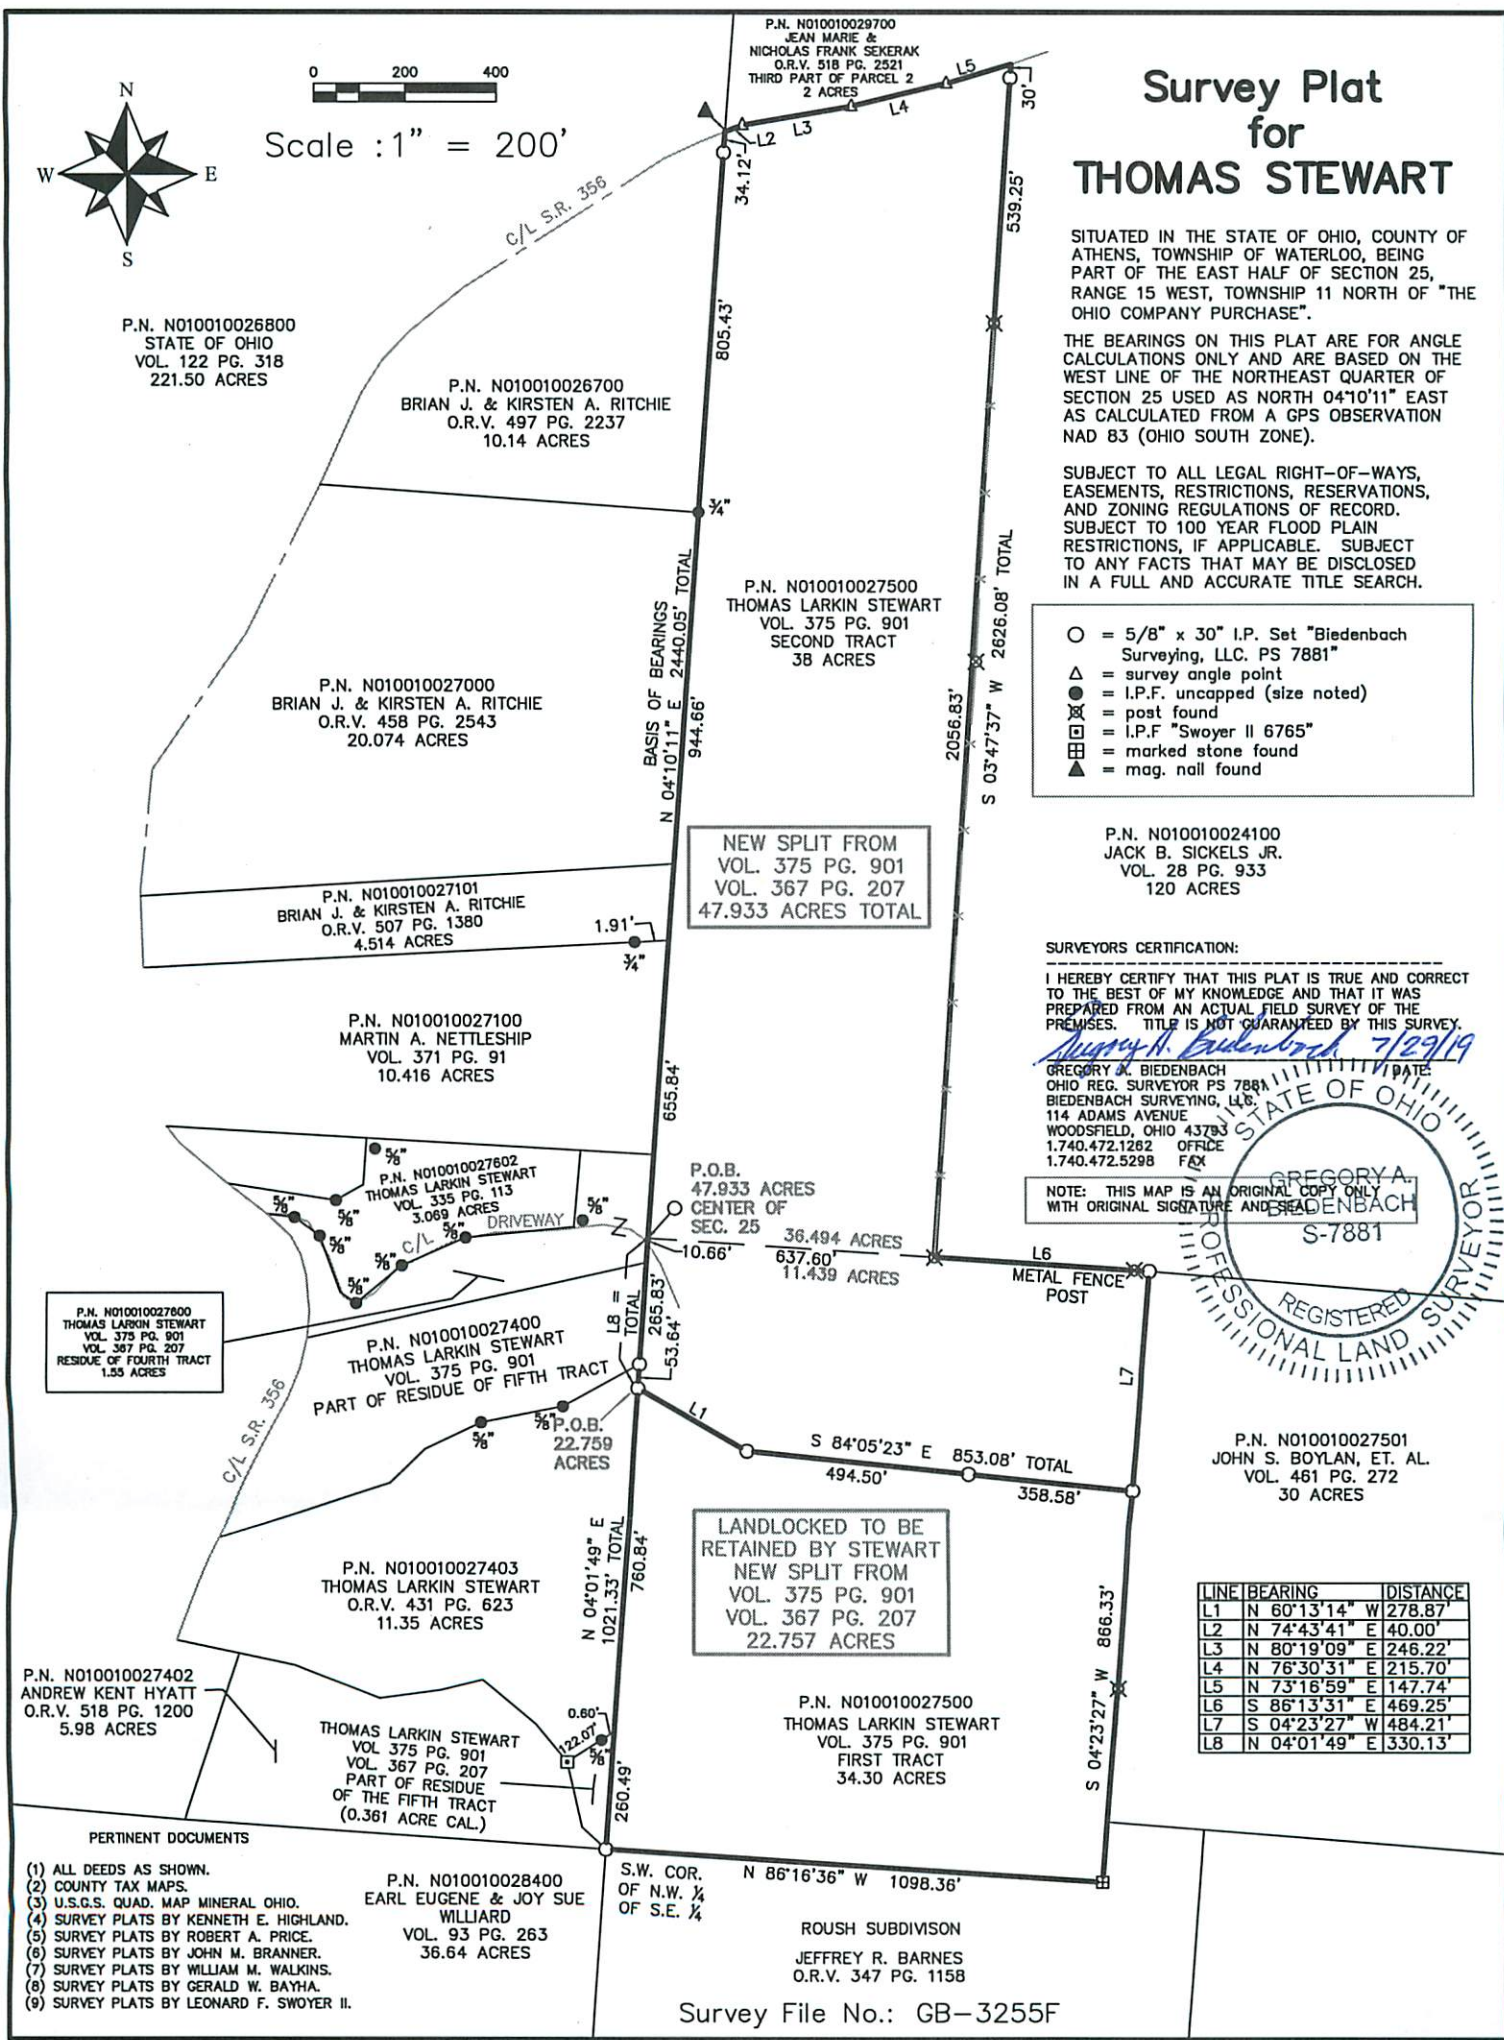 P.N. N010010029700
JEAN MARIE &
NICHOLAS FRANK SEKERAK
O.R.V. 518 PG. 2521
THIRD PART OF PARCEL 2
2 ACRES
0 200 400
Scale : 1" = 200'
N
W
E
S
Survey Plat
for
THOMAS STEWART
SITUATED IN THE STATE OF OHIO, COUNTY OF
ATHENS, TOWNSHIP OF WATERLOO, BEING
PART OF THE EAST HALF OF SECTION 25,
RANGE 15 WEST, TOWNSHIP 11 NORTH OF "THE
OHIO COMPANY PURCHASE".
THE BEARINGS ON THIS PLAT ARE FOR ANGLE
CALCULATIONS ONLY AND ARE BASED ON THE
WEST LINE OF THE NORTHEAST QUARTER OF
SECTION 25 USED AS NORTH 04°10'11" EAST
AS CALCULATED FROM A GPS OBSERVATION
NAD 83 (OHIO SOUTH ZONE).
SUBJECT TO ALL LEGAL RIGHT-OF-WAYS,
EASEMENTS, RESTRICTIONS, RESERVATIONS,
AND ZONING REGULATIONS OF RECORD.
SUBJECT TO 100 YEAR FLOOD PLAIN
RESTRICTIONS, IF APPLICABLE. SUBJECT
TO ANY FACTS THAT MAY BE DISCLOSED
IN A FULL AND ACCURATE TITLE SEARCH.
= 5/8" x 30" I.P. Set "Biedenbach
Surveying, LLC. PS 7881"
= survey angle point
= I.P.F. uncapped (size noted)
= post found
= I.P.F "Swoyer II 6765"
= marked stone found
= mag. nail found
L2
L3
L4
L5
30'
34.12'
539.25'
C/L S.R. 356
805.43'
P.N. N010010026800
STATE OF OHIO
VOL. 122 PG. 318
221.50 ACRES
P.N. N010010026700
BRIAN J. & KIRSTEN A. RITCHIE
O.R.V. 497 PG. 2237
10.14 ACRES
¾"
P.N. N010010027500
THOMAS LARKIN STEWART
VOL. 375 PG. 901
SECOND TRACT
38 ACRES
BASIS OF BEARINGS
N 04°10'11" E 2440.05' TOTAL
944.66'
2056.83'
S 03°47'37" W 2626.08' TOTAL
P.N. N010010027000
BRIAN J. & KIRSTEN A. RITCHIE
O.R.V. 458 PG. 2543
20.074 ACRES
NEW SPLIT FROM
VOL. 375 PG. 901
VOL. 367 PG. 207
47.933 ACRES TOTAL
P.N. N010010024100
JACK B. SICKELS JR.
VOL. 28 PG. 933
120 ACRES
P.N. N010010027101
BRIAN J. & KIRSTEN A. RITCHIE
O.R.V. 507 PG. 1380
4.514 ACRES
1.91'
¾"
P.N. N010010027100
MARTIN A. NETTLESHIP
VOL. 371 PG. 91
10.416 ACRES
655.84'
SURVEYORS CERTIFICATION:
I HEREBY CERTIFY THAT THIS PLAT IS TRUE AND CORRECT
TO THE BEST OF MY KNOWLEDGE AND THAT IT WAS
PREPARED FROM AN ACTUAL FIELD SURVEY OF THE
PREMISES. TITLE IS NOT GUARANTEED BY THIS SURVEY.
Gregory A. Biedenbach 7/29/19
GREGORY A. BIEDENBACH DATE:
OHIO REG. SURVEYOR PS 7881
BIEDENBACH SURVEYING, LLC.
114 ADAMS AVENUE
WOODSFIELD, OHIO 43793
1.740.472.1262 OFFICE
1.740.472.5298 FAX
NOTE: THIS MAP IS AN ORIGINAL COPY ONLY
WITH ORIGINAL SIGNATURE AND SEAL
STATE OF OHIO
GREGORY A.
BIEDENBACH
S-7881
REGISTERED
PROFESSIONAL LAND SURVEYOR
P.N. N010010027602
THOMAS LARKIN STEWART
VOL. 335 PG. 113
3.069 ACRES
C/L DRIVEWAY
⅝"
⅝"
⅝"
⅝"
⅝"
⅝"
⅝"
⅝"
Z
P.O.B.
47.933 ACRES
CENTER OF
SEC. 25
36.494 ACRES
10.66' 637.60'
11.439 ACRES
L6
METAL FENCE
POST
L7
L8 =
TOTAL
265.83'
53.64'
P.N. N010010027600
THOMAS LARKIN STEWART
VOL. 375 PG. 901
VOL. 367 PG. 207
RESIDUE OF FOURTH TRACT
1.55 ACRES
P.N. N010010027400
THOMAS LARKIN STEWART
VOL. 375 PG. 901
PART OF RESIDUE OF FIFTH TRACT
C/L S.R. 356
⅝"
⅝"
P.O.B.
22.759
ACRES
L1
S 84°05'23" E 853.08' TOTAL
494.50'
358.58'
P.N. N010010027501
JOHN S. BOYLAN, ET. AL.
VOL. 461 PG. 272
30 ACRES
LANDLOCKED TO BE
RETAINED BY STEWART
NEW SPLIT FROM
VOL. 375 PG. 901
VOL. 367 PG. 207
22.757 ACRES
N 04°01'49" E
1021.33' TOTAL
760.84'
P.N. N010010027403
THOMAS LARKIN STEWART
O.R.V. 431 PG. 623
11.35 ACRES
LINE BEARING DISTANCE
L1 N 60°13'14" W 278.87'
L2 N 74°43'41" E 40.00'
L3 N 80°19'09" E 246.22'
L4 N 76°30'31" E 215.70'
L5 N 73°16'59" E 147.74'
L6 S 86°13'31" E 469.25'
L7 S 04°23'27" W 484.21'
L8 N 04°01'49" E 330.13'
P.N. N010010027402
ANDREW KENT HYATT
O.R.V. 518 PG. 1200
5.98 ACRES
THOMAS LARKIN STEWART
VOL 375 PG. 901
VOL. 367 PG. 207
PART OF RESIDUE
OF THE FIFTH TRACT
(0.361 ACRE CAL.)
0.60'
122.07'
⅝"
260.49'
P.N. N010010027500
THOMAS LARKIN STEWART
VOL. 375 PG. 901
FIRST TRACT
34.30 ACRES
S 04°23'27" W 866.33'
PERTINENT DOCUMENTS
(1) ALL DEEDS AS SHOWN.
(2) COUNTY TAX MAPS.
(3) U.S.G.S. QUAD. MAP MINERAL OHIO.
(4) SURVEY PLATS BY KENNETH E. HIGHLAND.
(5) SURVEY PLATS BY ROBERT A. PRICE.
(6) SURVEY PLATS BY JOHN M. BRANNER.
(7) SURVEY PLATS BY WILLIAM M. WALKINS.
(8) SURVEY PLATS BY GERALD W. BAYHA.
(9) SURVEY PLATS BY LEONARD F. SWOYER II.
P.N. N010010028400
EARL EUGENE & JOY SUE
WILLIARD
VOL. 93 PG. 263
36.64 ACRES
S.W. COR.
OF N.W. ¼
OF S.E. ¼
N 86°16'36" W 1098.36'
ROUSH SUBDIVISON
JEFFREY R. BARNES
O.R.V. 347 PG. 1158
Survey File No.: GB-3255F